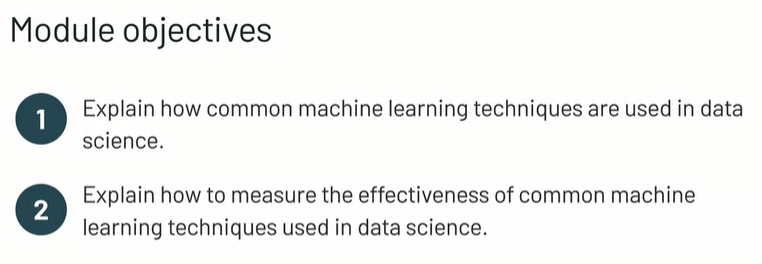 Module objectives
1
Explain how common machine learning techniques are used in data
science.
2
Explain how to measure the effectiveness of common machine
learning techniques used in data science.